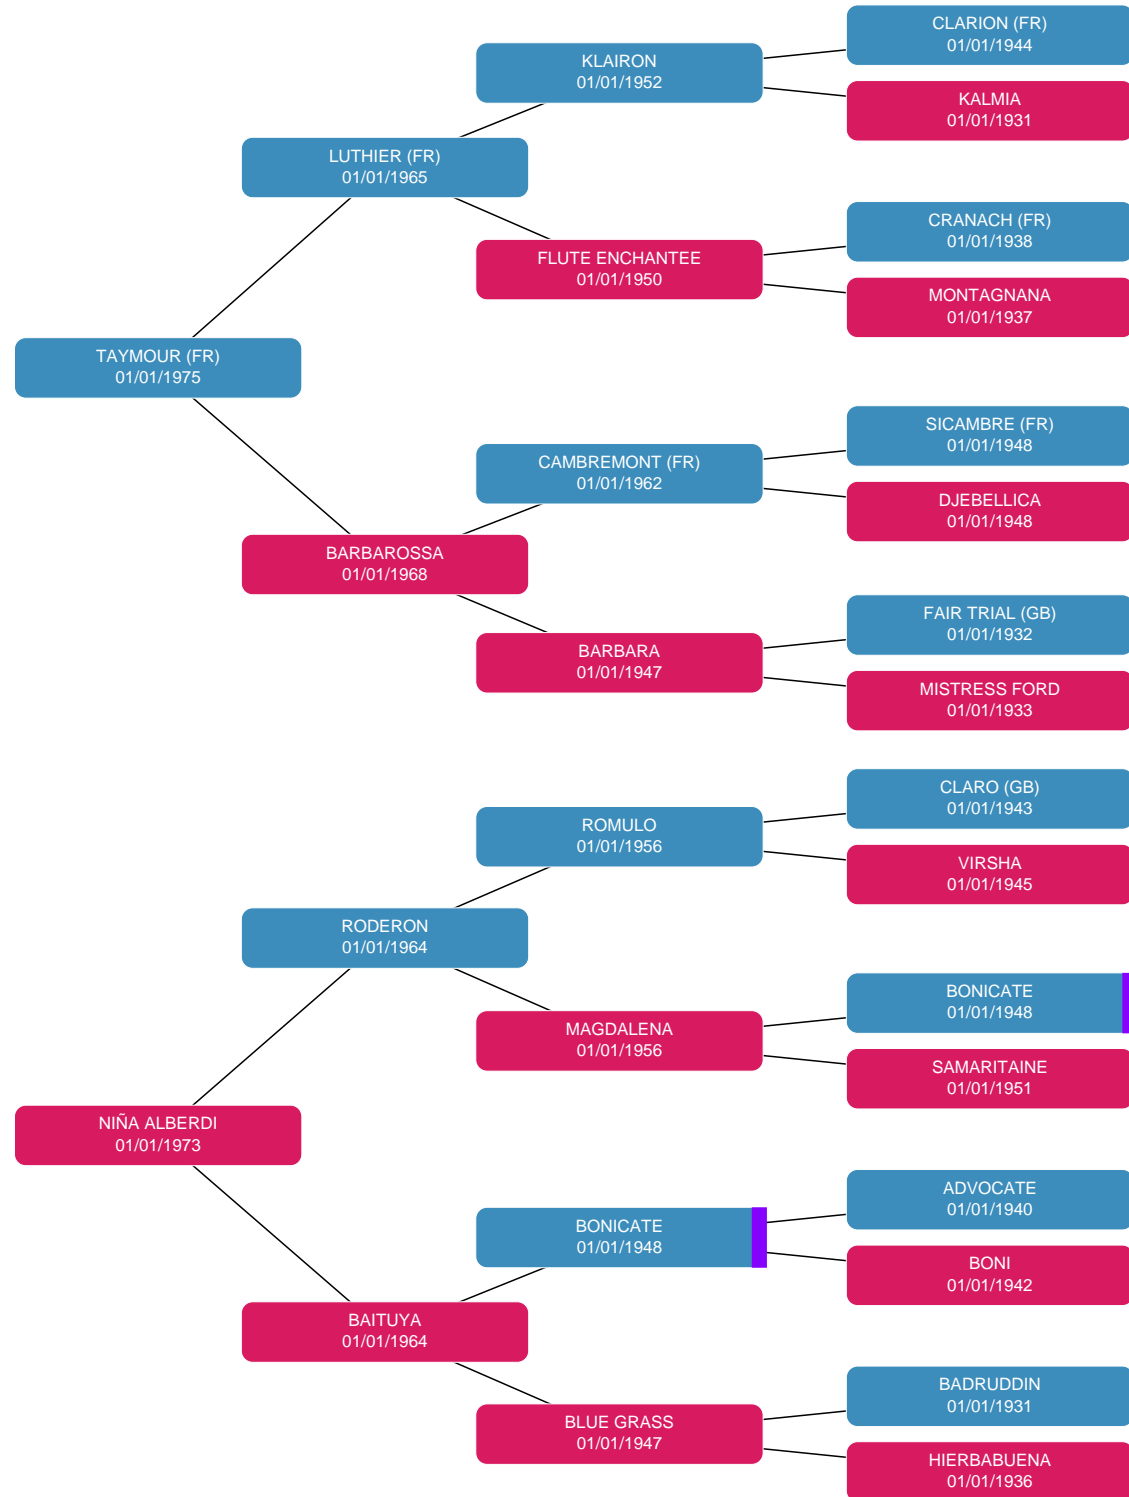 CLARION (FR)
01/01/1944
KLAIRON
01/01/1952
KALMIA
01/01/1931
LUTHIER (FR)
01/01/1965
CRANACH (FR)
01/01/1938
FLUTE ENCHANTEE
01/01/1950
MONTAGNANA
01/01/1937
TAYMOUR (FR)
01/01/1975
SICAMBRE (FR)
01/01/1948
CAMBREMONT (FR)
01/01/1962
DJEBELLICA
01/01/1948
BARBAROSSA
01/01/1968
FAIR TRIAL (GB)
01/01/1932
BARBARA
01/01/1947
MISTRESS FORD
01/01/1933
CLARO (GB)
01/01/1943
ROMULO
01/01/1956
VIRSHA
01/01/1945
RODERON
01/01/1964
BONICATE
01/01/1948
MAGDALENA
01/01/1956
SAMARITAINE
01/01/1951
NIÑA ALBERDI
01/01/1973
ADVOCATE
01/01/1940
BONICATE
01/01/1948
BONI
01/01/1942
BAITUYA
01/01/1964
BADRUDDIN
01/01/1931
BLUE GRASS
01/01/1947
HIERBABUENA
01/01/1936